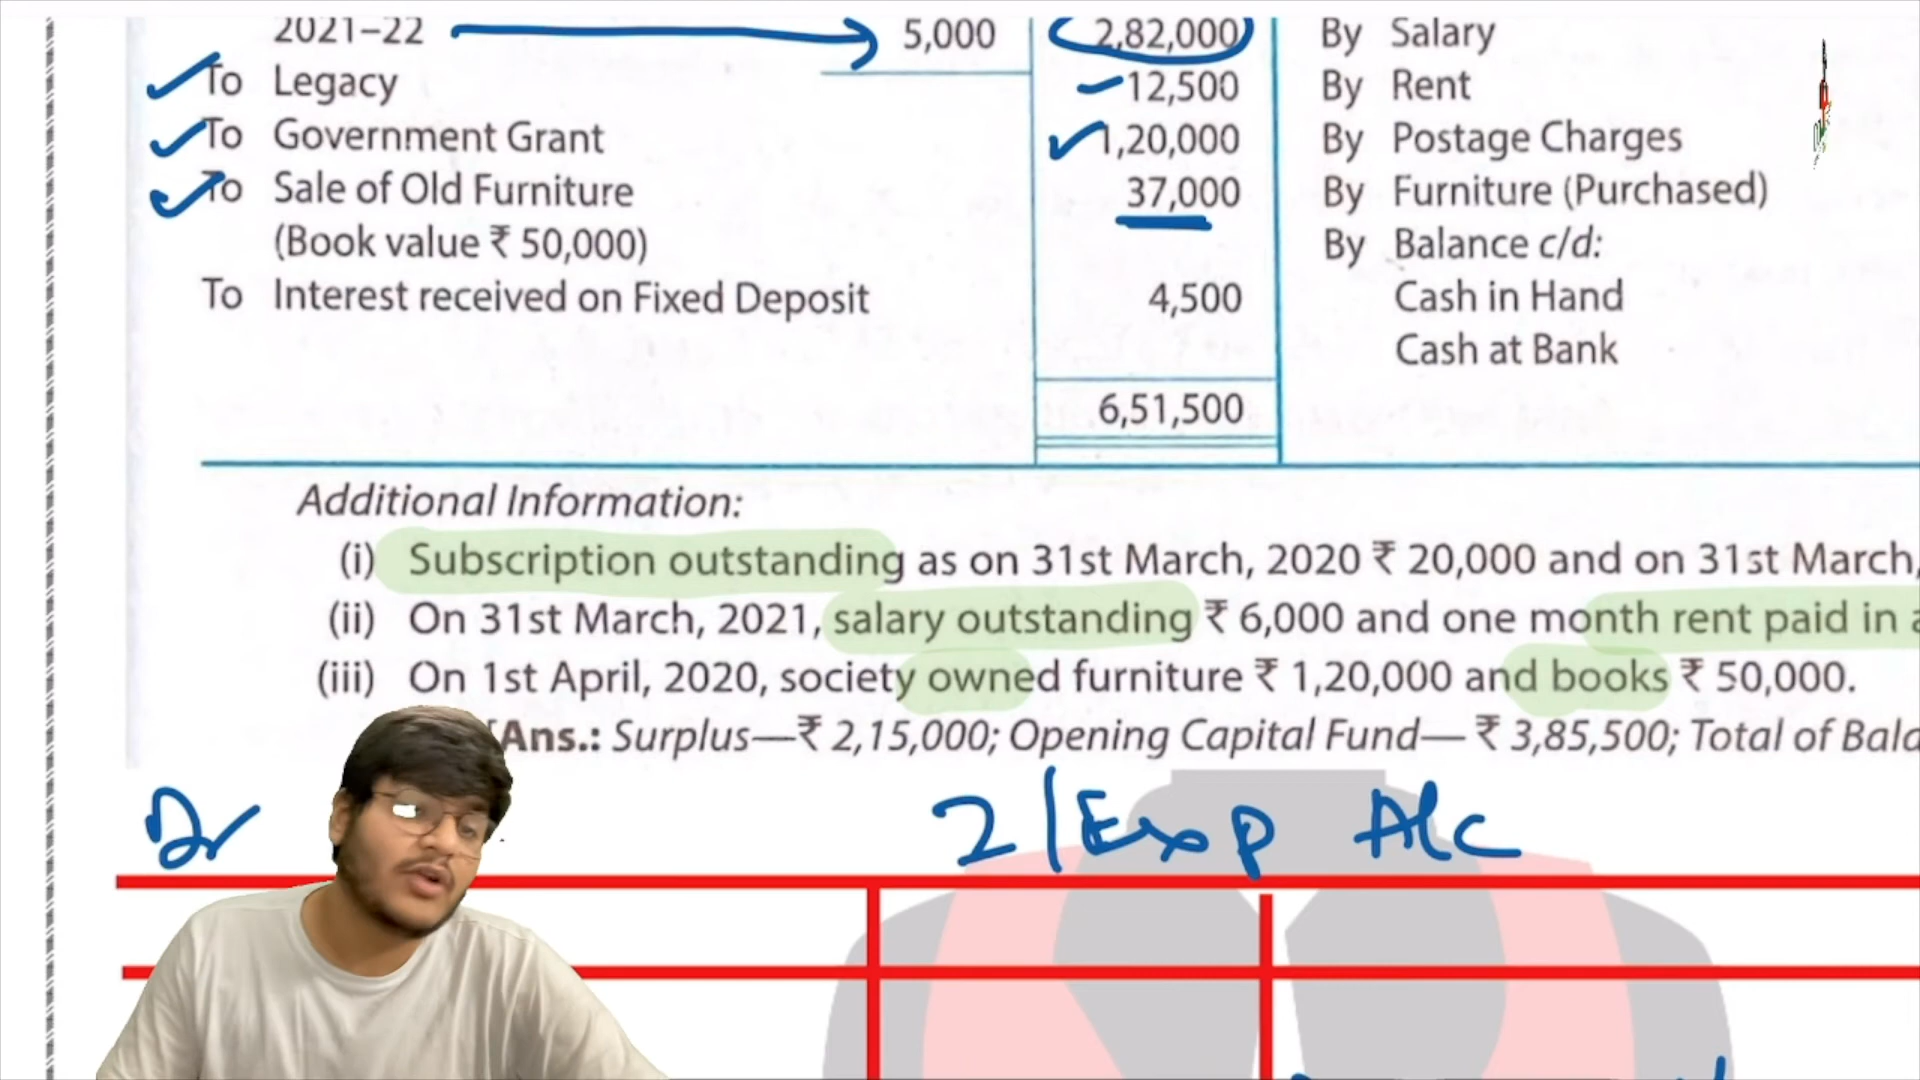 2021–22 5,000 2,82,000 By Salary
To Legacy 12,500 By Rent
To Government Grant 1,20,000 By Postage Charges
To Sale of Old Furniture 37,000 By Furniture (Purchased)
(Book value ₹ 50,000) By Balance c/d:
To Interest received on Fixed Deposit 4,500 Cash in Hand
Cash at Bank
6,51,500
Additional Information:
(i) Subscription outstanding as on 31st March, 2020 ₹ 20,000 and on 31st March,
(ii) On 31st March, 2021, salary outstanding ₹ 6,000 and one month rent paid in
(iii) On 1st April, 2020, society owned furniture ₹ 1,20,000 and books ₹ 50,000.
[Ans.: Surplus—₹ 2,15,000; Opening Capital Fund— ₹ 3,85,500; Total of
Dr I/Exp A/c